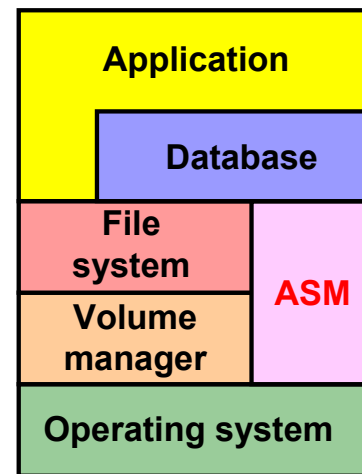 Application
Database
File
system
ASM
Volume
manager
Operating system